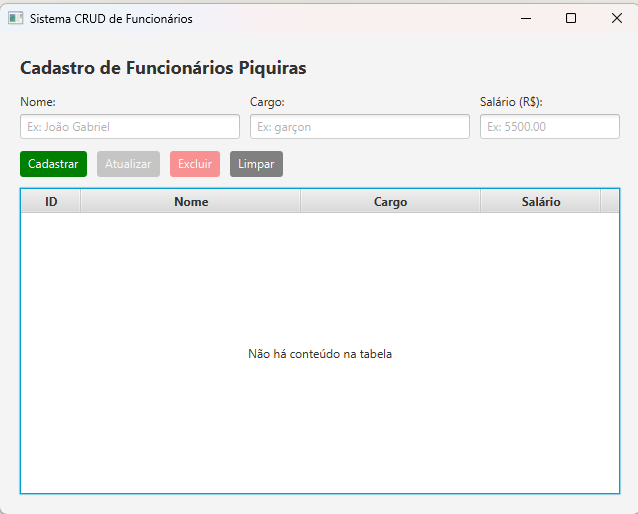 Sistema CRUD de Funcionários
Cadastro de Funcionários Piquiras
Nome: Cargo: Salário (R$):
Ex: João Gabriel Ex: garçon Ex: 5500.00
Cadastrar Atualizar Excluir Limpar
ID Nome Cargo Salário
Não há conteúdo na tabela